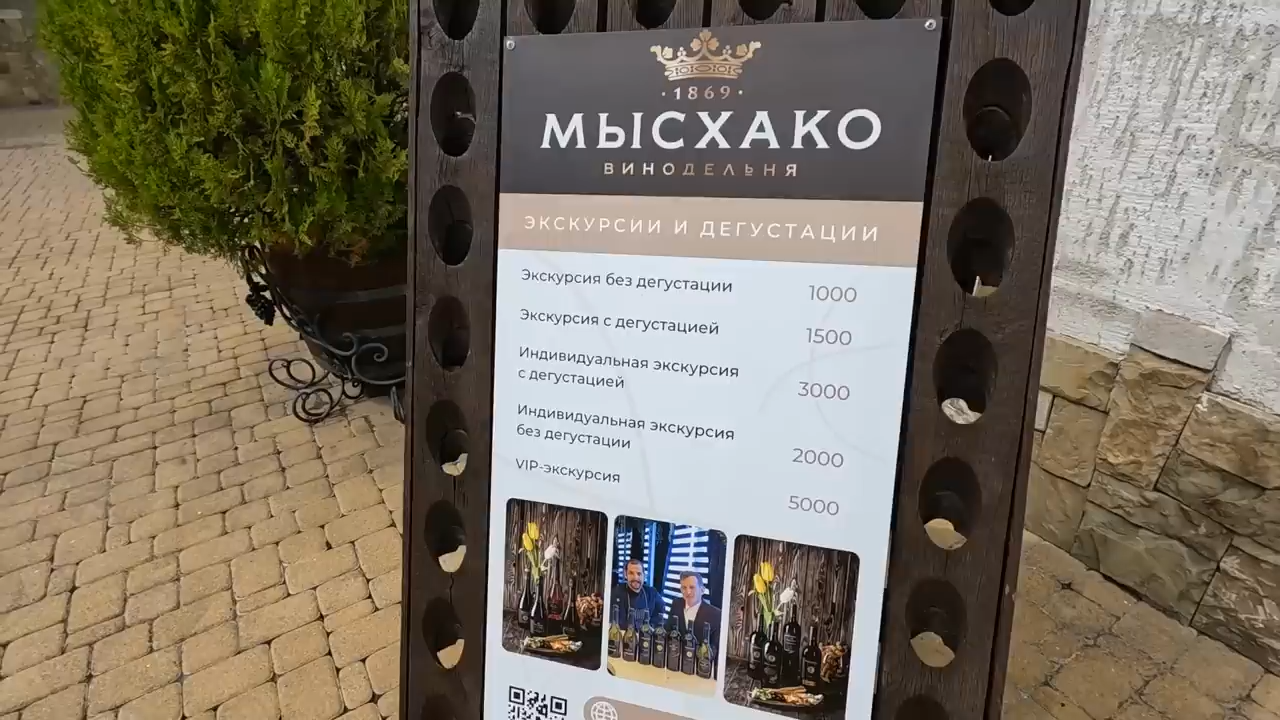 ·1869·
МЫСХАКО
ВИНОДЕЛЬНЯ
ЭКСКУРСИИ И ДЕГУСТАЦИИ
Экскурсия без дегустации 1000
Экскурсия с дегустацией 1500
Индивидуальная экскурсия
с дегустацией 3000
Индивидуальная экскурсия
без дегустации 2000
VIP-экскурсия 5000